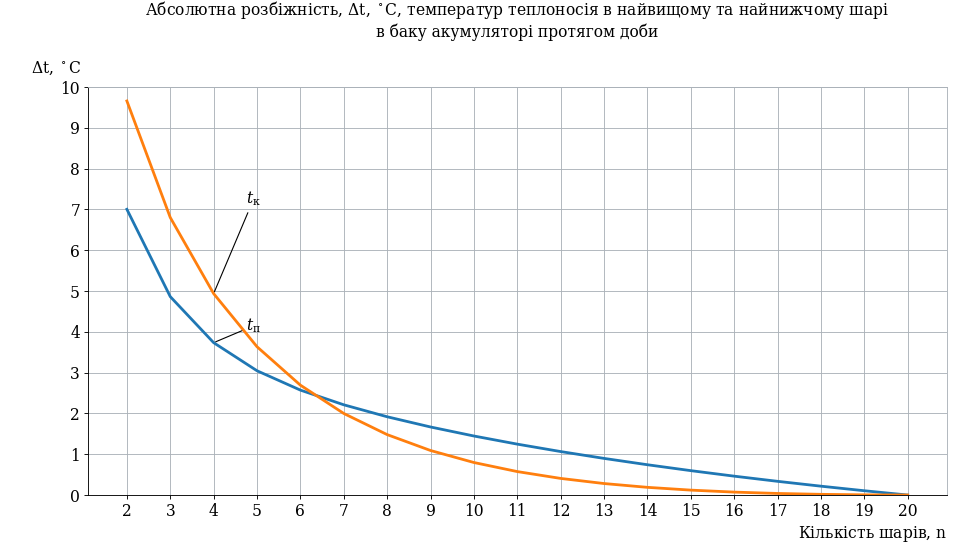 Абсолютна розбіжність, Δt, °C, температур теплоносія в найвищому та найнижчому шарі
в баку акумуляторі протягом доби
Δt, °C
10
9
8
7
6
5
4
3
2
1
0
tк
tп
2 3 4 5 6 7 8 9 10 11 12 13 14 15 16 17 18 19 20
Кількість шарів, n